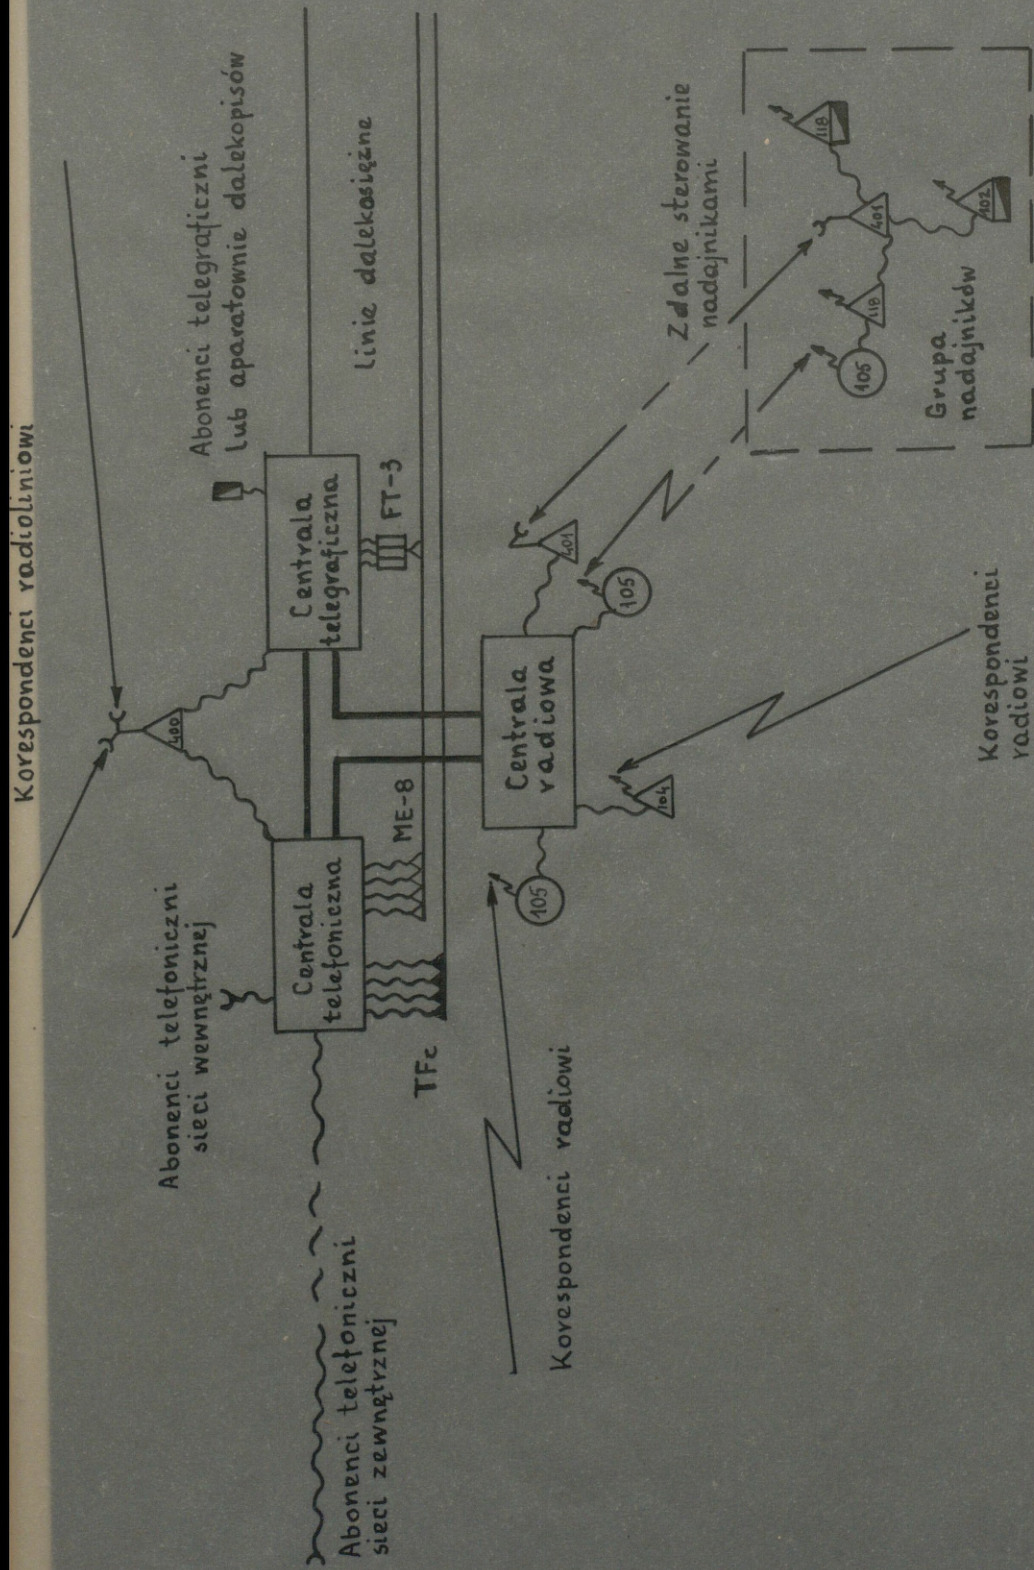 Korespondenci radioliniowi
400
Abonenci telefoniczni
sieci wewnętrznej
Abonenci telegraficzni
lub aparatownie dalekopisów
Centrala
telefoniczna
Centrala
telegraficzna
Abonenci telefoniczni
sieci zewnętrznej
Linie dalekosiężne
TFc
ME-8
FT-3
Centrala
radiowa
105
104
105
401
Korespondenci radiowi
Korespondenci
radiowi
Zdalne sterowanie
nadajnikami
105
118
401
118
102
Grupa
nadajników